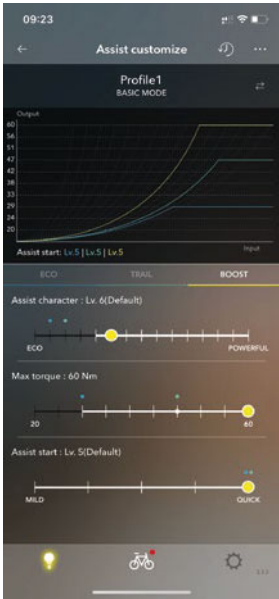 09:23
Assist customize
Profile1
BASIC MODE
Output
60
56
51
47
42
38
33
29
24
20
Input
Assist start: Lv.5 | Lv.5 | Lv.5
ECO TRAIL BOOST
Assist character : Lv. 6(Default)
ECO POWERFUL
Max torque : 60 Nm
20 60
Assist start : Lv. 5(Default)
MILD QUICK